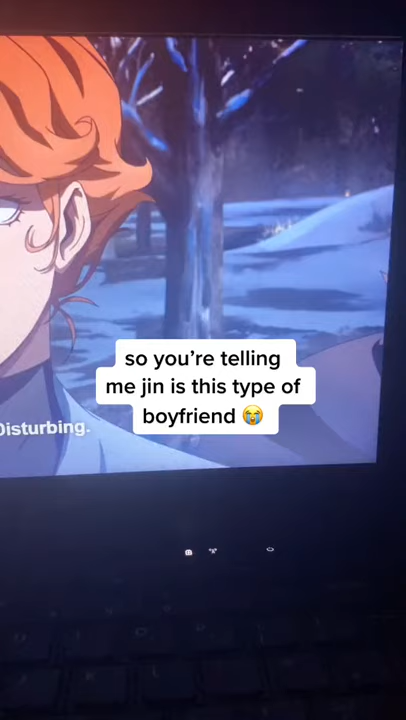 so you're telling
me jin is this type of
boyfriend 😭
Disturbing.